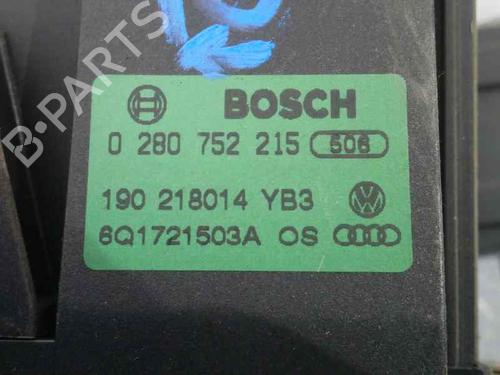 B-PARTS
BOSCH
0 280 752 215 506
190 218014 YB3
6Q1721503A OS